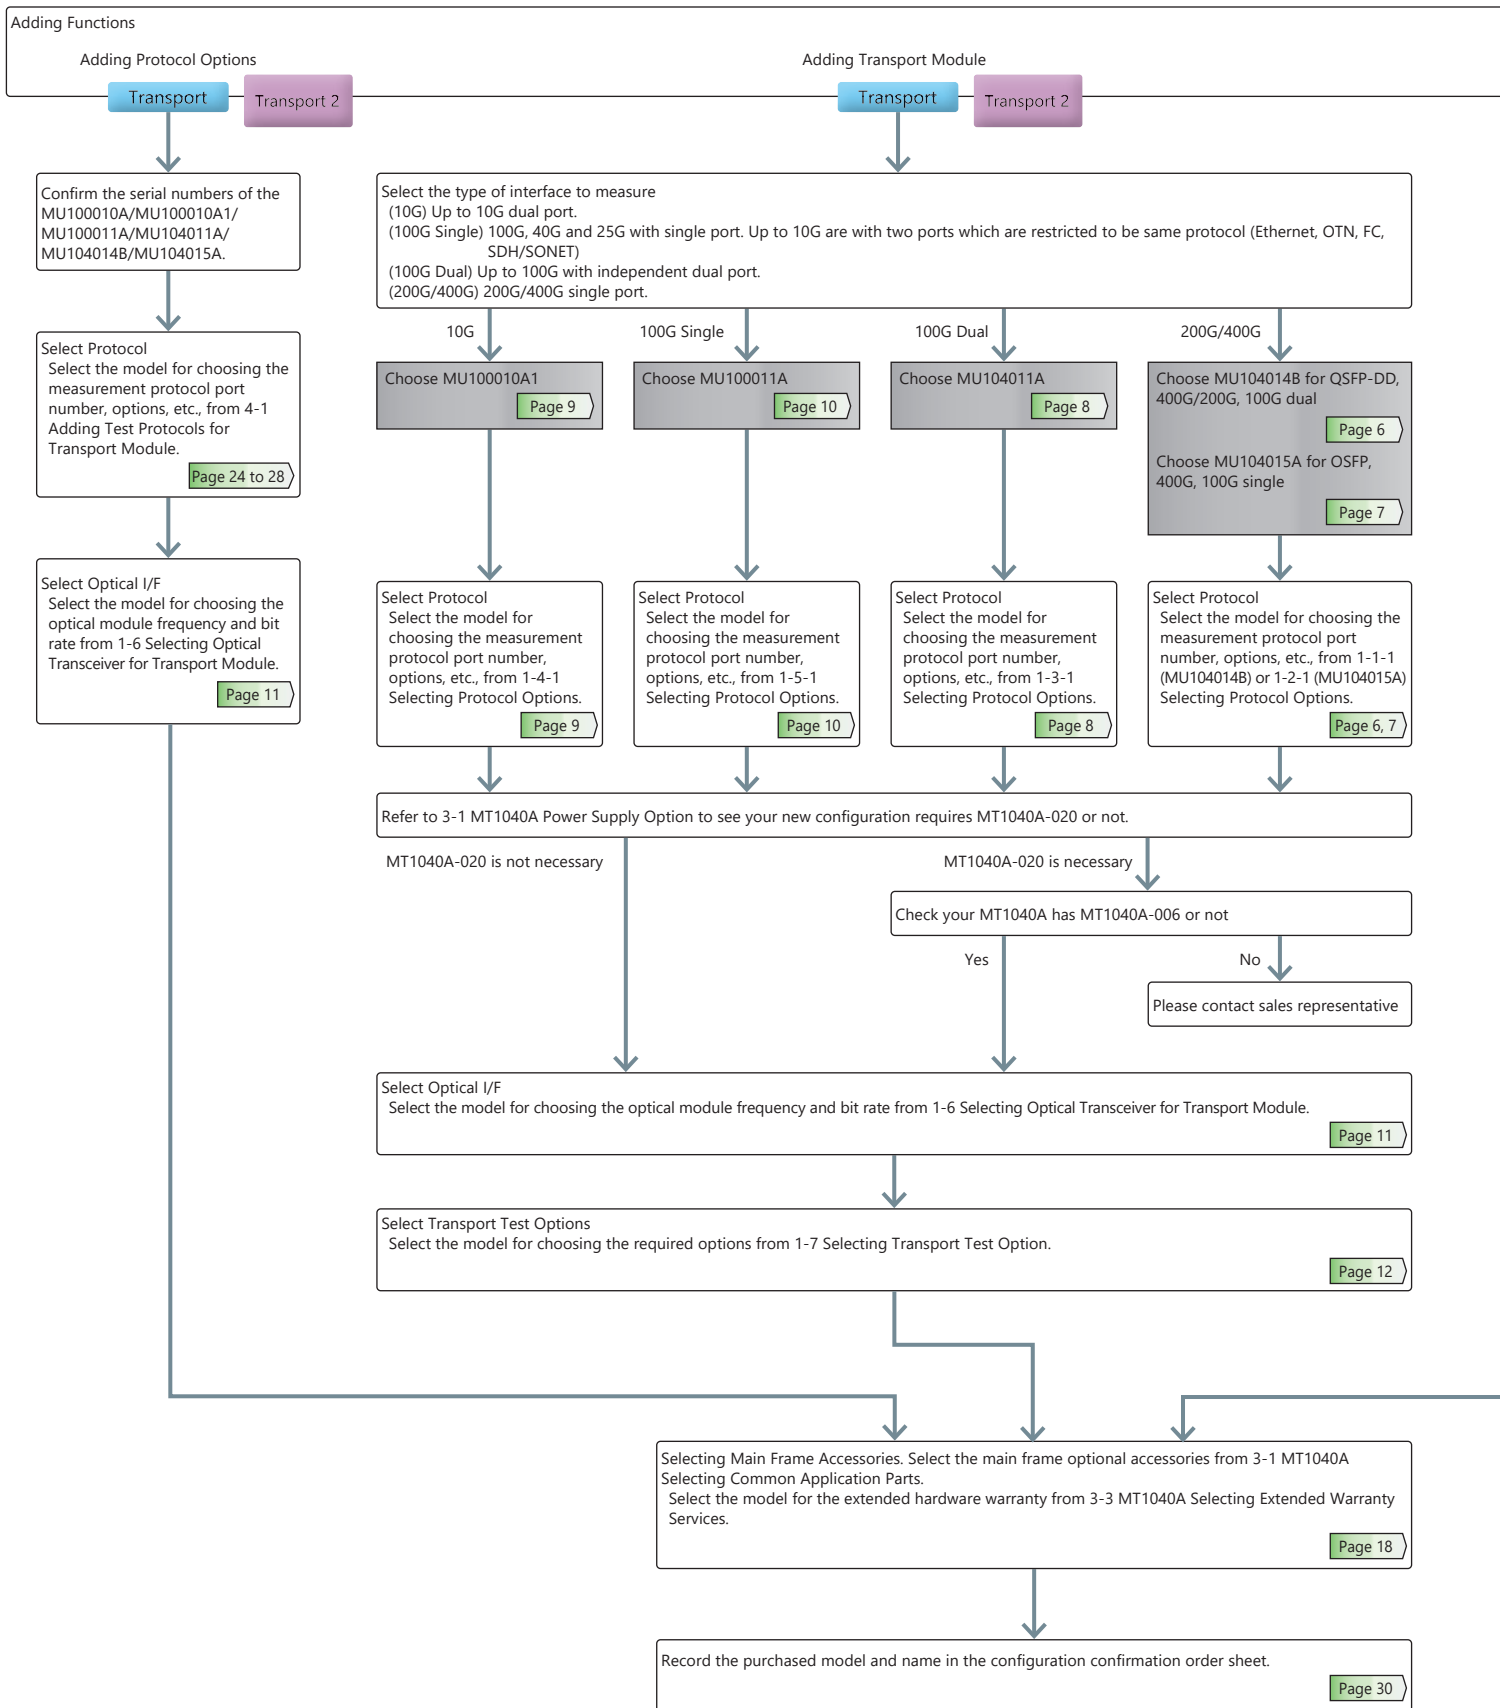 Adding Functions
Adding Protocol Options
Transport
Transport 2
Adding Transport Module
Transport
Transport 2
Confirm the serial numbers of the
MU100010A/MU100010A1/
MU100011A/MU104011A/
MU104014B/MU104015A.
Select Protocol
Select the model for choosing the
measurement protocol port
number, options, etc., from 4-1
Adding Test Protocols for
Transport Module.
Page 24 to 28
Select Optical I/F
Select the model for choosing the
optical module frequency and bit
rate from 1-6 Selecting Optical
Transceiver for Transport Module.
Page 11
Select the type of interface to measure
(10G) Up to 10G dual port.
(100G Single) 100G, 40G and 25G with single port. Up to 10G are with two ports which are restricted to be same protocol (Ethernet, OTN, FC,
SDH/SONET)
(100G Dual) Up to 100G with independent dual port.
(200G/400G) 200G/400G single port.
10G
100G Single
100G Dual
200G/400G
Choose MU100010A1
Page 9
Choose MU100011A
Page 10
Choose MU104011A
Page 8
Choose MU104014B for QSFP-DD,
400G/200G, 100G dual
Page 6
Choose MU104015A for OSFP,
400G, 100G single
Page 7
Select Protocol
Select the model for
choosing the measurement
protocol port number,
options, etc., from 1-4-1
Selecting Protocol Options.
Page 9
Select Protocol
Select the model for
choosing the measurement
protocol port number,
options, etc., from 1-5-1
Selecting Protocol Options.
Page 10
Select Protocol
Select the model for
choosing the measurement
protocol port number,
options, etc., from 1-3-1
Selecting Protocol Options.
Page 8
Select Protocol
Select the model for choosing the
measurement protocol port
number, options, etc., from 1-1-1
(MU104014B) or 1-2-1 (MU104015A)
Selecting Protocol Options.
Page 6, 7
Refer to 3-1 MT1040A Power Supply Option to see your new configuration requires MT1040A-020 or not.
MT1040A-020 is not necessary
MT1040A-020 is necessary
Check your MT1040A has MT1040A-006 or not
Yes
No
Please contact sales representative
Select Optical I/F
Select the model for choosing the optical module frequency and bit rate from 1-6 Selecting Optical Transceiver for Transport Module.
Page 11
Select Transport Test Options
Select the model for choosing the required options from 1-7 Selecting Transport Test Option.
Page 12
Selecting Main Frame Accessories. Select the main frame optional accessories from 3-1 MT1040A
Selecting Common Application Parts.
Select the model for the extended hardware warranty from 3-3 MT1040A Selecting Extended Warranty
Services.
Page 18
Record the purchased model and name in the configuration confirmation order sheet.
Page 30